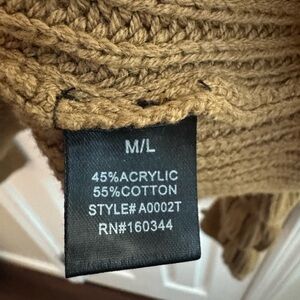 M/L
45%ACRYLIC
55%COTTON
STYLE# A0002T
RN#160344